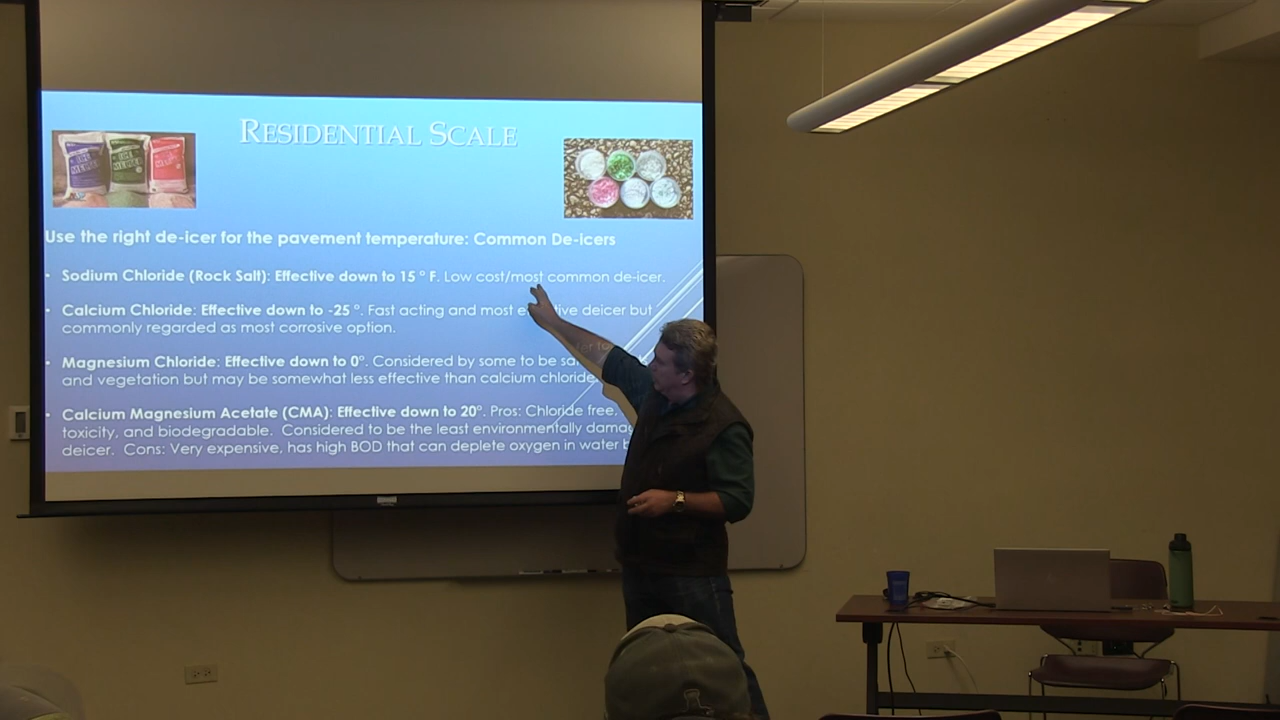 RESIDENTIAL SCALE
Use the right de-icer for the pavement temperature: Common De-icers
• Sodium Chloride (Rock Salt): Effective down to 15 ° F. Low cost/most common de-icer.
• Calcium Chloride: Effective down to -25 °. Fast acting and most deicer but
commonly regarded as most corrosive option.
• Magnesium Chloride: Effective down to 0°. Considered by some to be
and vegetation but may be somewhat less effective than calcium chloride
• Calcium Magnesium Acetate (CMA): Effective down to 20°. Pros: Chloride free,
toxicity, and biodegradable. Considered to be the least environmentally
deicer. Cons: Very expensive, has high BOD that can deplete oxygen in water